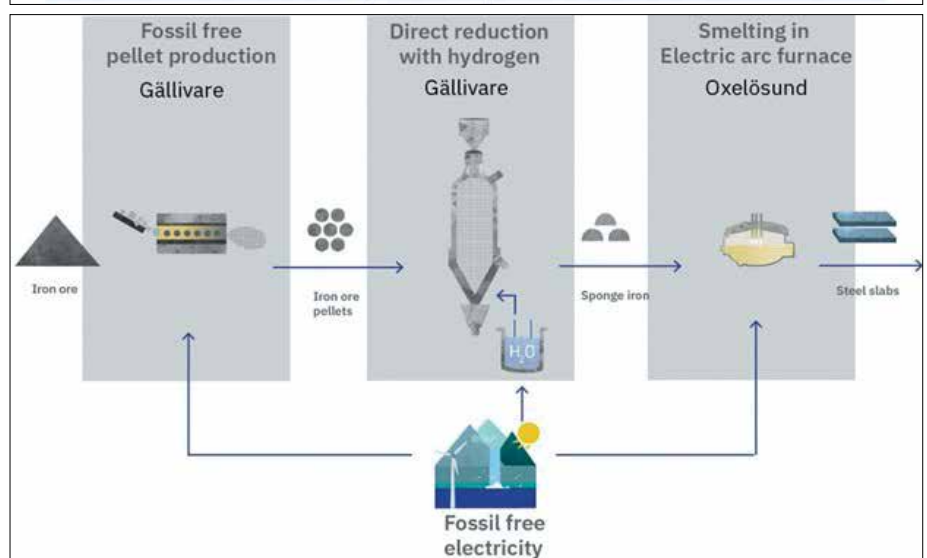 Fossil free
pellet production
Gällivare
Direct reduction
with hydrogen
Gällivare
Smelting in
Electric arc furnace
Oxelösund
Iron ore
Iron ore
pellets
Sponge iron
Steel slabs
H₂O
Fossil free
electricity